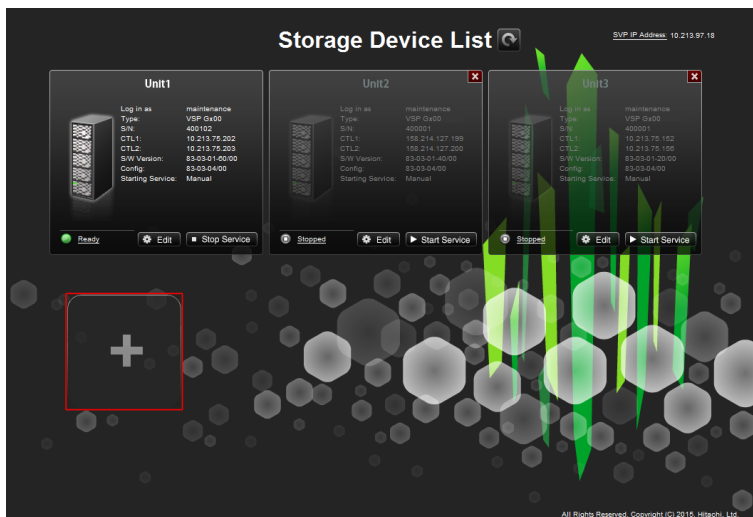 Storage Device List
SVP IP Address: 10.213.97.18
Unit1
Log in as maintenance
Type: VSP Gx00
S/N: 400102
CTL1: 10.213.75.202
CTL2: 10.213.75.203
S/W Version: 83-03-01-60/00
Config: 83-03-04/00
Starting Service: Manual
Ready Edit Stop Service
Unit2
Log in as maintenance
Type: VSP Gx00
S/N: 400001
CTL1: 158.214.127.199
CTL2: 158.214.127.200
S/W Version: 83-03-01-40/00
Config: 83-03-04/00
Starting Service: Manual
Stopped Edit Start Service
Unit3
Log in as maintenance
Type: VSP Gx00
S/N: 400001
CTL1: 10.213.75.152
CTL2: 10.213.75.156
S/W Version: 83-03-01-20/00
Config: 83-03-04/00
Starting Service: Manual
Stopped Edit Start Service
All Rights Reserved, Copyright (C) 2015, Hitachi, Ltd.